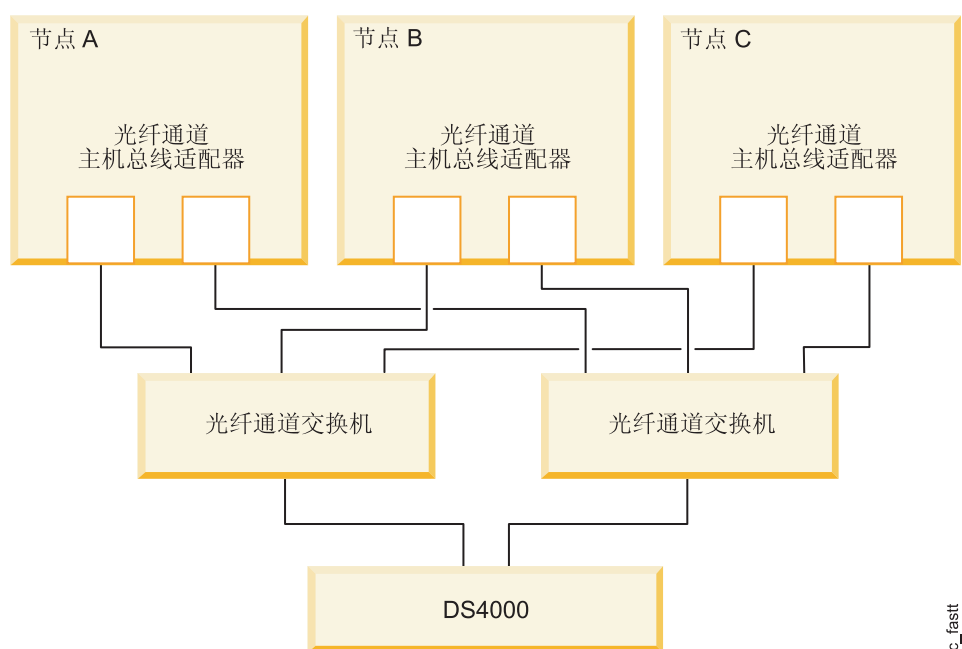 节点 A
节点 B
节点 C
光纤通道
主机总线适配器
光纤通道
主机总线适配器
光纤通道
主机总线适配器
光纤通道交换机
光纤通道交换机
DS4000
c_fastt